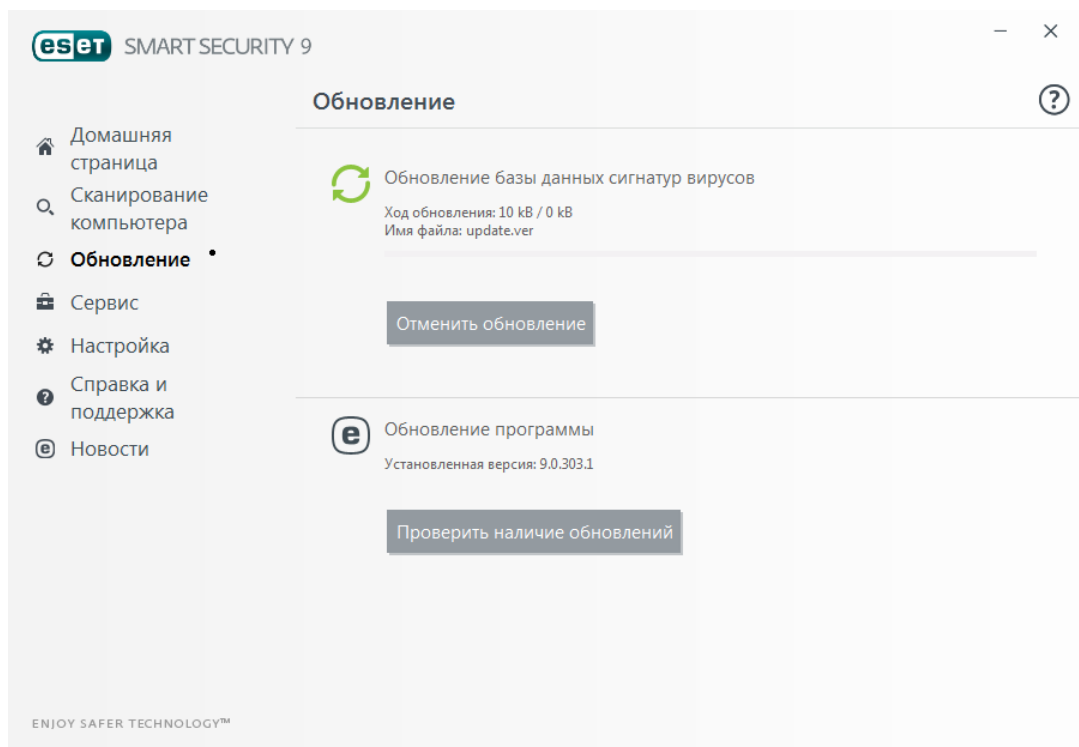 eset SMART SECURITY 9
Обновление
Домашняя
страница
Сканирование
компьютера
Обновление
Сервис
Настройка
Справка и
поддержка
Новости
Обновление базы данных сигнатур вирусов
Ход обновления: 10 kB / 0 kB
Имя файла: update.ver
Отменить обновление
Обновление программы
Установленная версия: 9.0.303.1
Проверить наличие обновлений
ENJOY SAFER TECHNOLOGY™